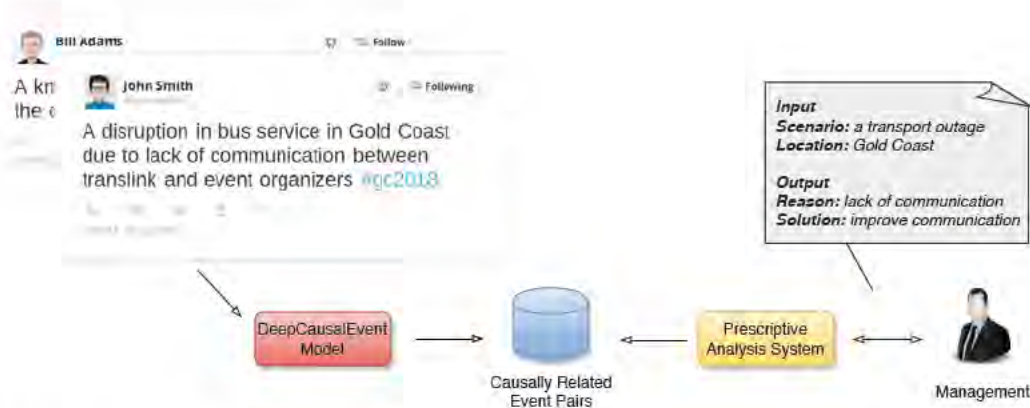 Bill Adams
Follow
A kn
the
John Smith
Following
A disruption in bus service in Gold Coast
due to lack of communication between
translink and event organizers #gc2018
Input
Scenario: a transport outage
Location: Gold Coast
Output
Reason: lack of communication
Solution: improve communication
DeepCausalEvent
Model
Causally Related
Event Pairs
Prescriptive
Analysis System
Management